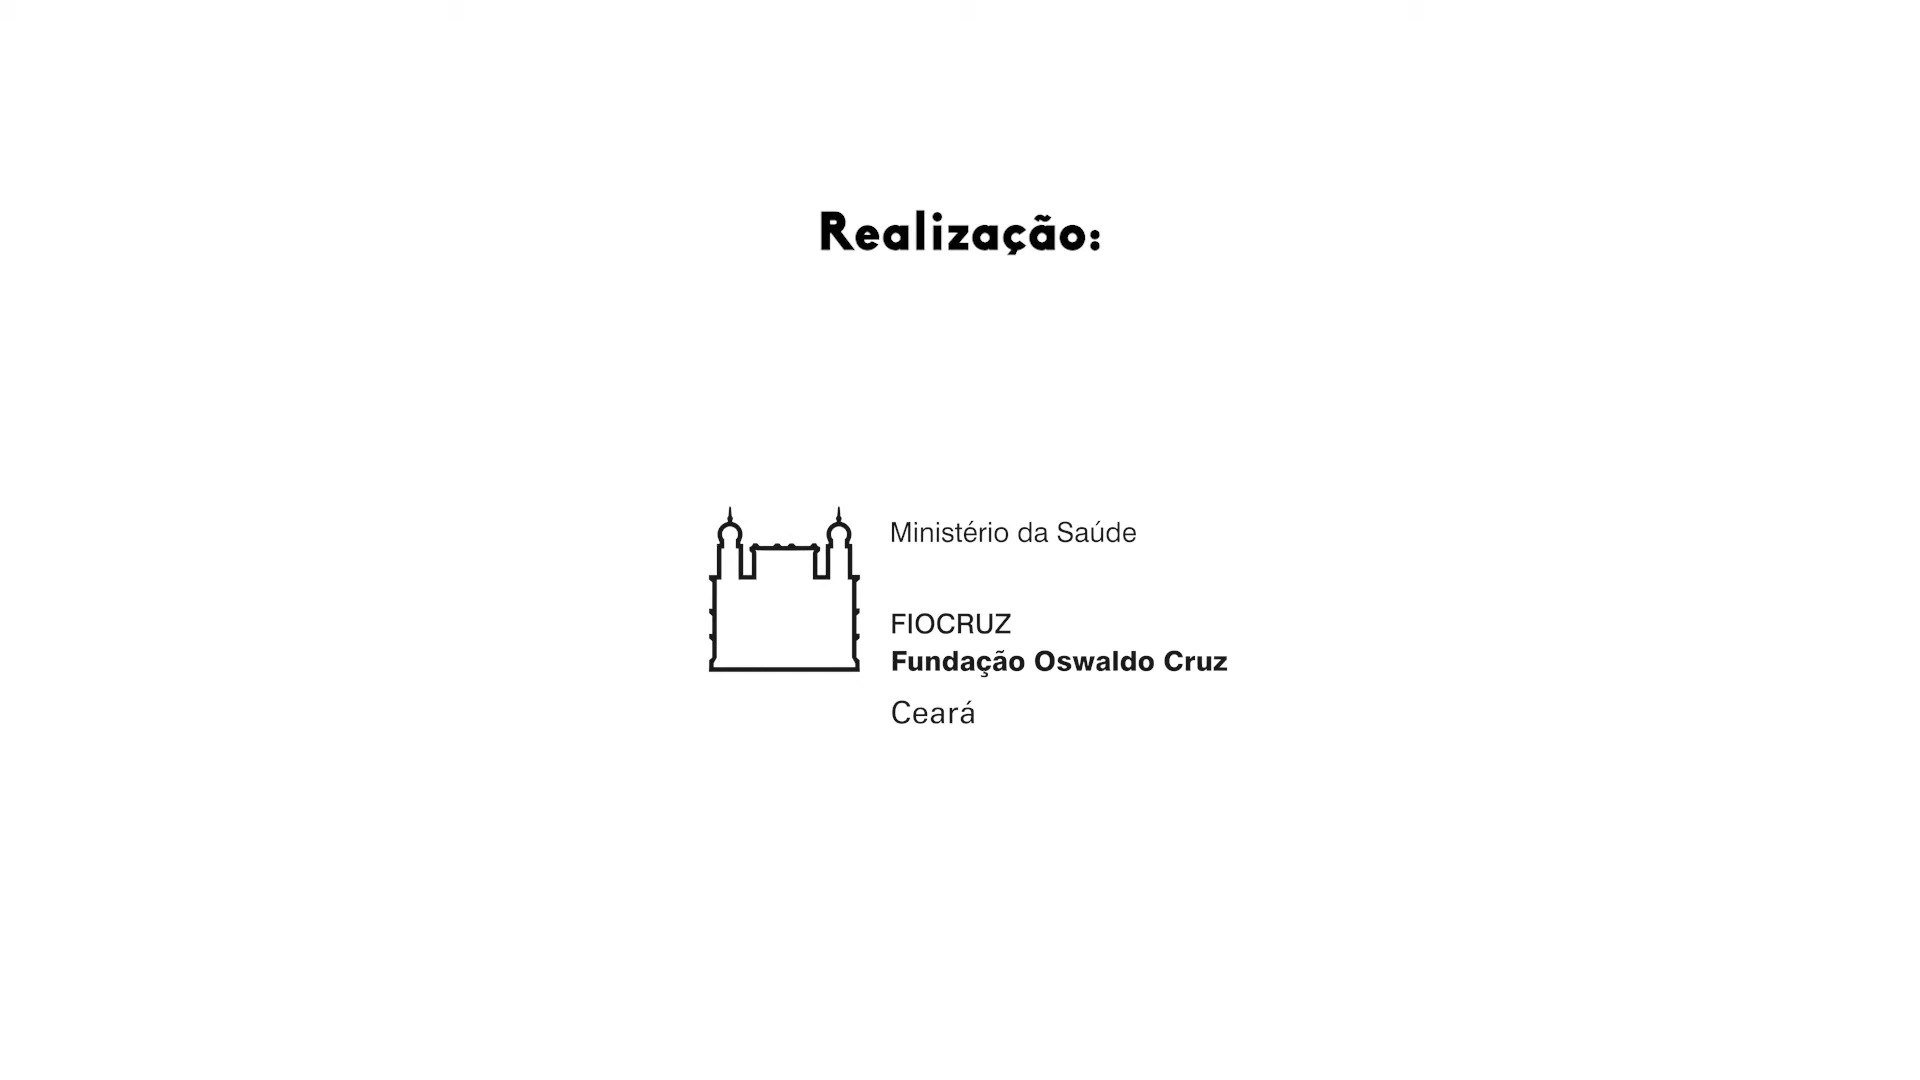 Realização:
Ministério da Saúde
FIOCRUZ
Fundação Oswaldo Cruz
Ceará